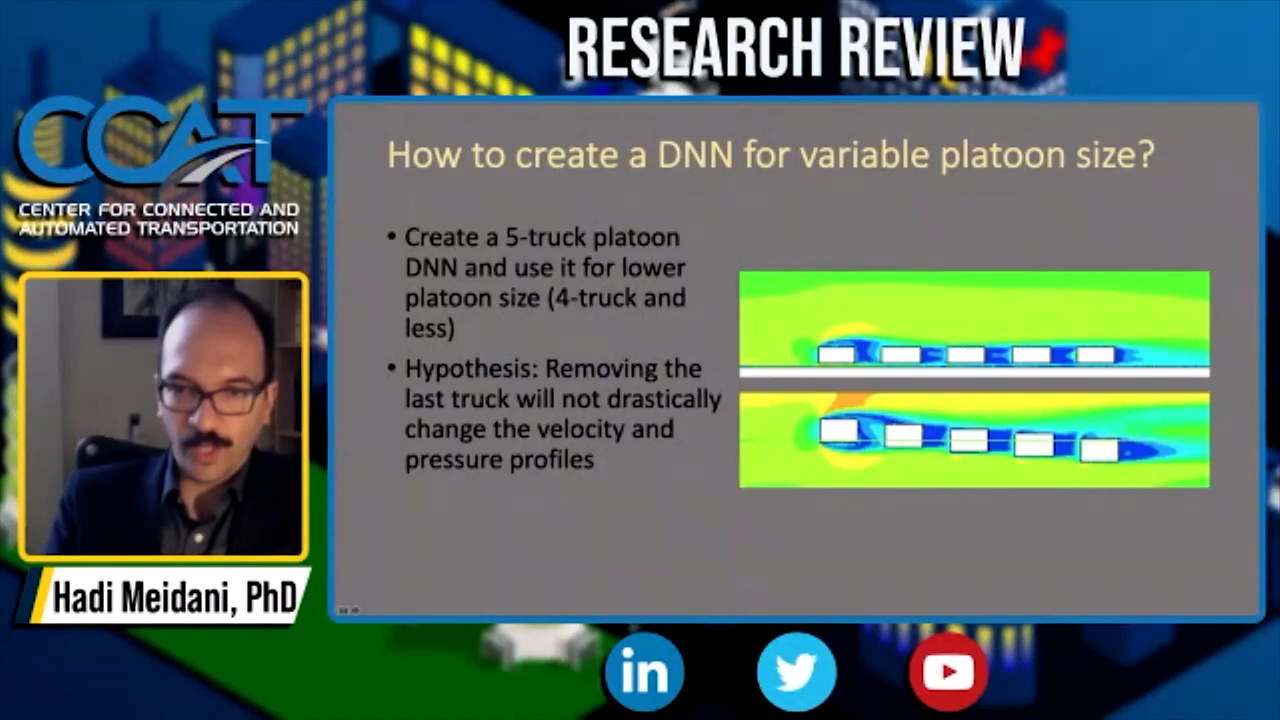 RESEARCH REVIEW
CCAT
CENTER FOR CONNECTED AND
AUTOMATED TRANSPORTATION
How to create a DNN for variable platoon size?
• Create a 5-truck platoon
DNN and use it for lower
platoon size (4-truck and
less)
• Hypothesis: Removing the
last truck will not drastically
change the velocity and
pressure profiles
Hadi Meidani, PhD
in